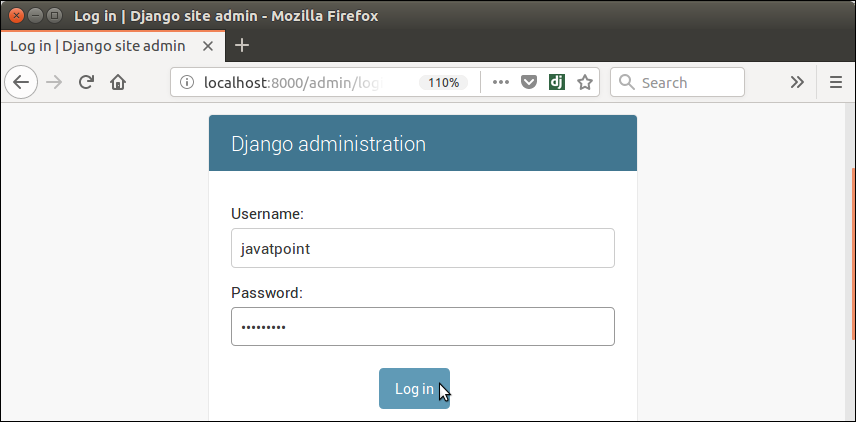 Log in | Django site admin - Mozilla Firefox
Log in | Django site admin
localhost:8000/admin/log
110%
dj
Search
Django administration
Username:
javatpoint
Password:
•••••••••
Log in